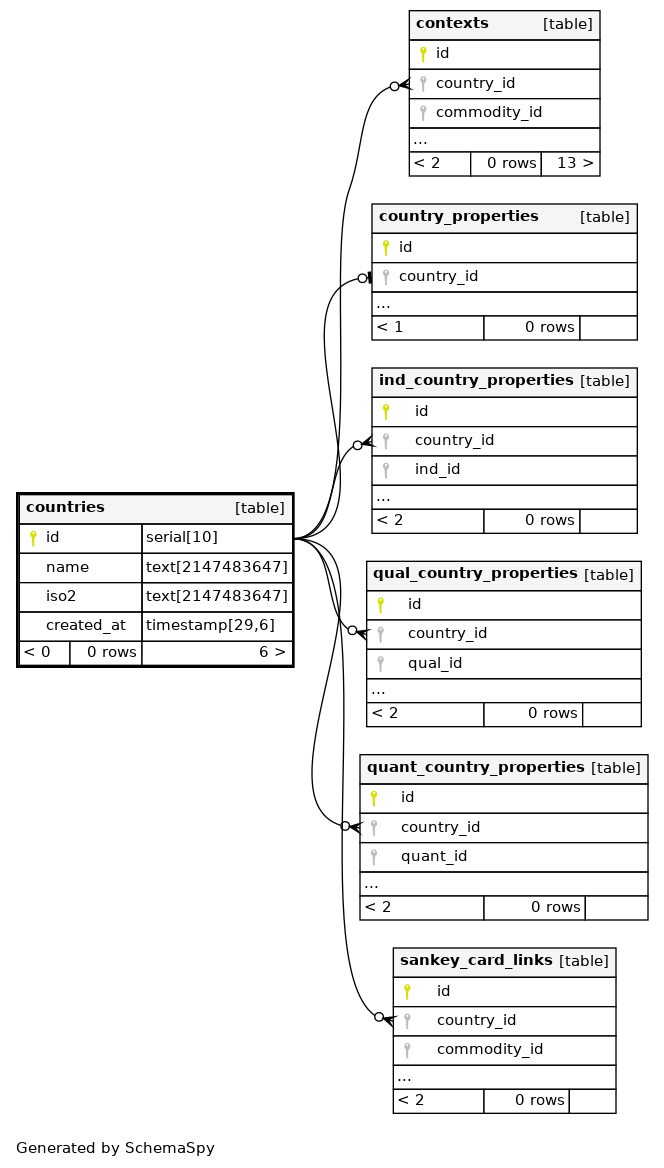 contexts [table]
id
country_id
commodity_id
...
< 2 0 rows 13 >
country_properties [table]
id
country_id
...
< 1 0 rows
ind_country_properties [table]
id
country_id
ind_id
...
< 2 0 rows
countries [table]
id serial[10]
name text[2147483647]
iso2 text[2147483647]
created_at timestamp[29,6]
< 0 0 rows 6 >
qual_country_properties [table]
id
country_id
qual_id
...
< 2 0 rows
quant_country_properties [table]
id
country_id
quant_id
...
< 2 0 rows
sankey_card_links [table]
id
country_id
commodity_id
...
< 2 0 rows
Generated by SchemaSpy